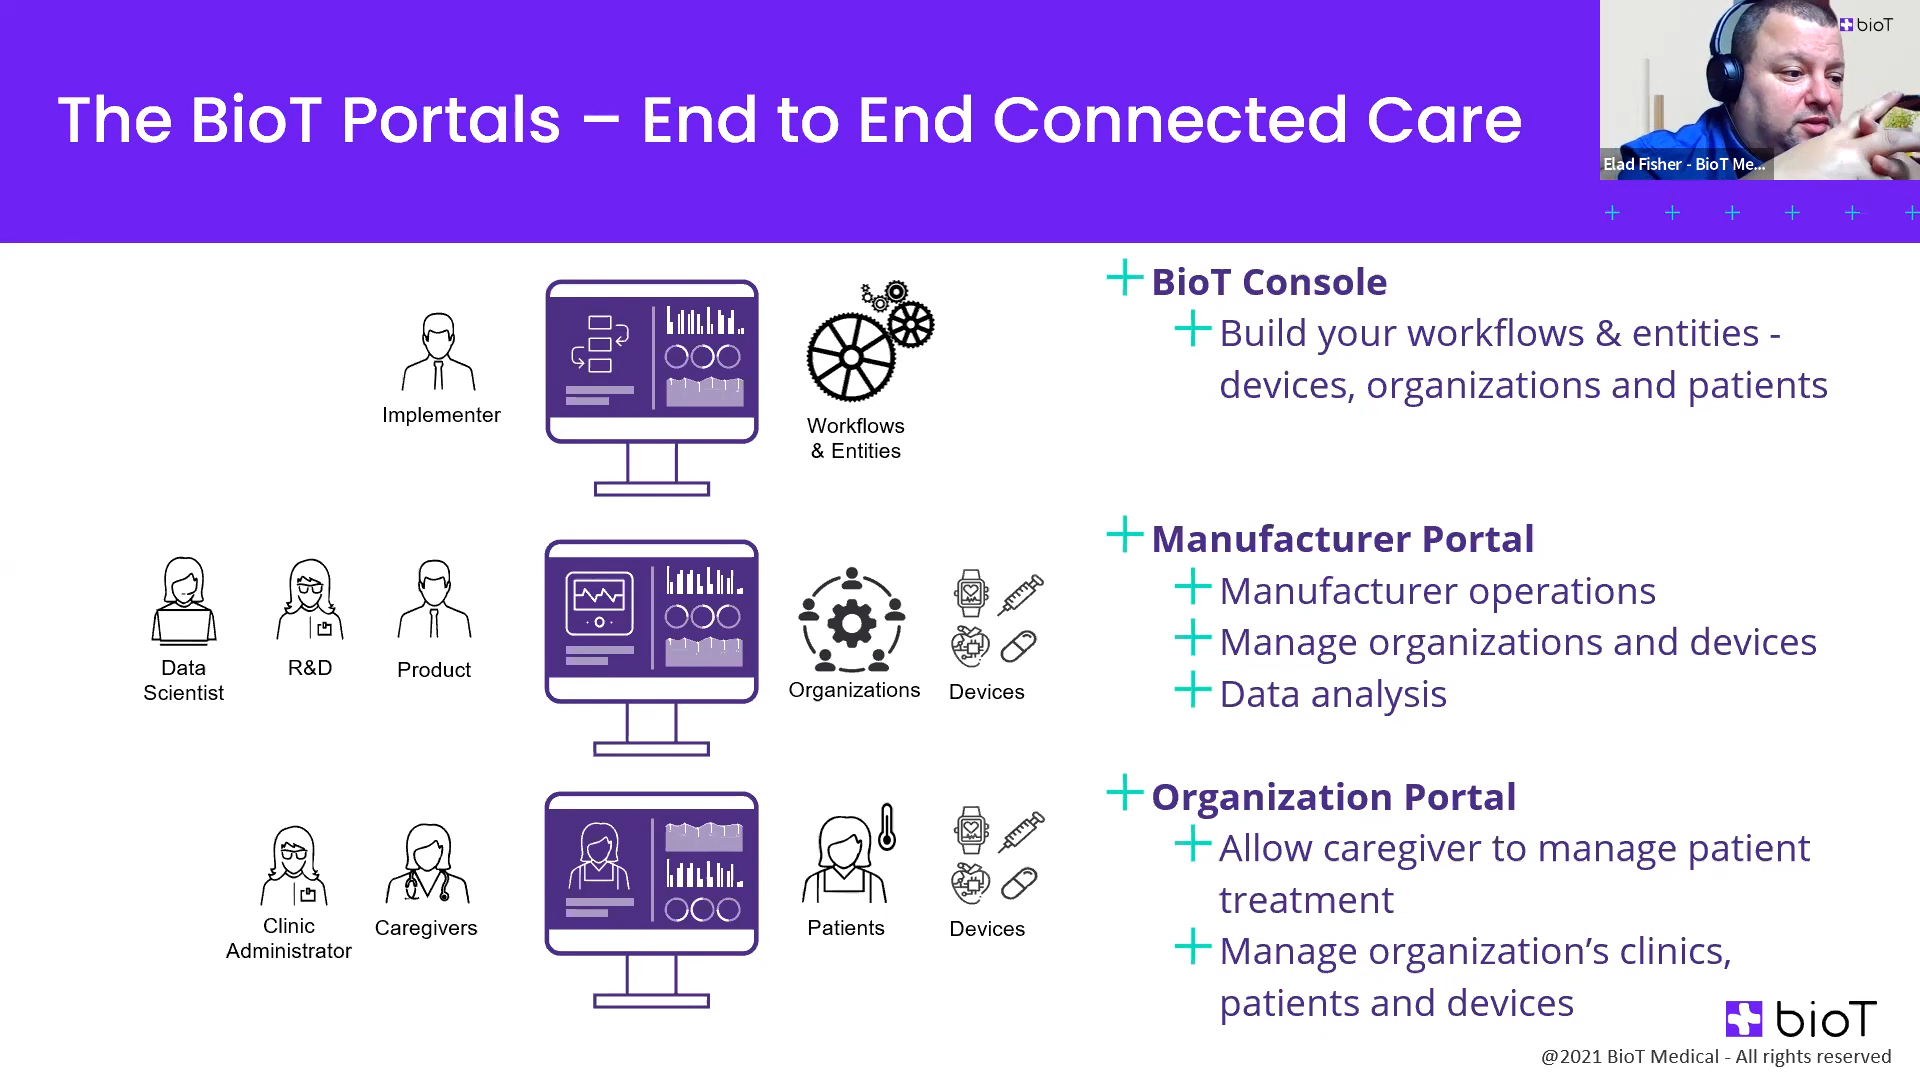 The BioT Portals – End to End Connected Care
bioT
Elad Fisher - BioT Me...
Implementer
Workflows
& Entities
BioT Console
Build your workflows & entities -
devices, organizations and patients
Data
Scientist
R&D
Product
Organizations
Devices
Manufacturer Portal
Manufacturer operations
Manage organizations and devices
Data analysis
Clinic
Administrator
Caregivers
Patients
Devices
Organization Portal
Allow caregiver to manage patient
treatment
Manage organization’s clinics,
patients and devices
bioT
@2021 BioT Medical - All rights reserved